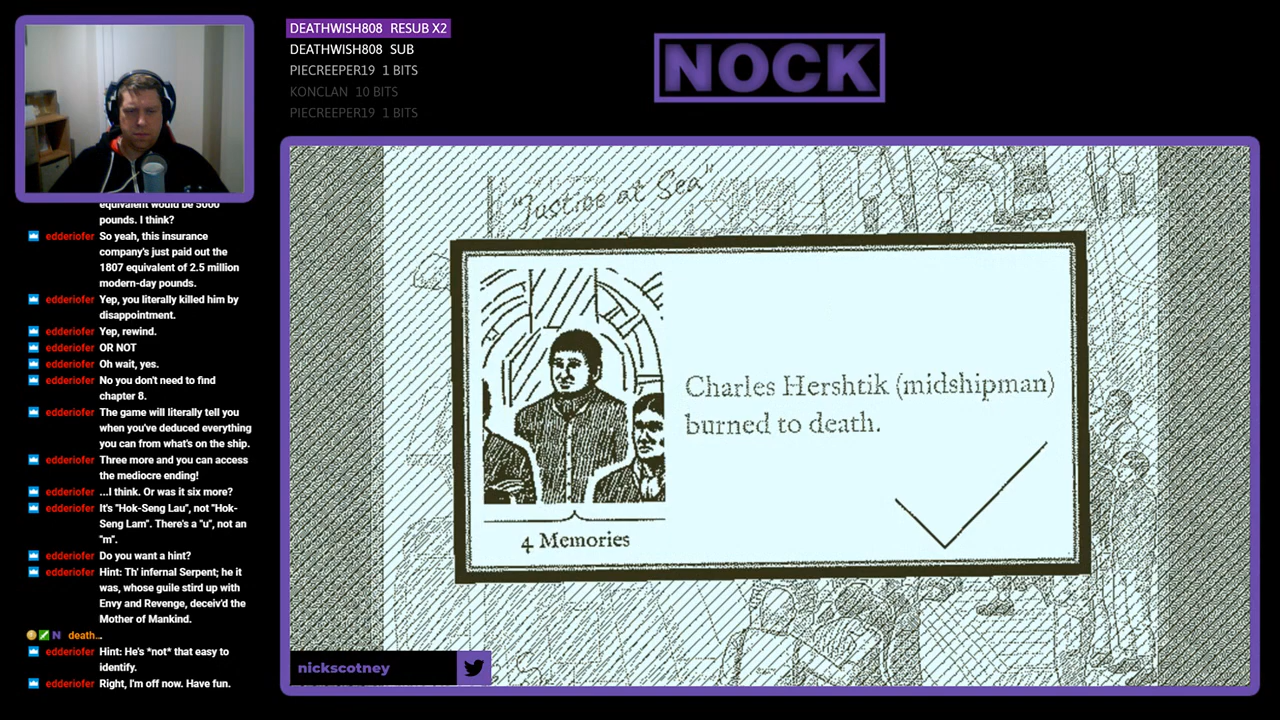 DEATHWISH808 RESUB X2
DEATHWISH808 SUB
PIECREEPER19 1 BITS
KONCLAN 10 BITS
PIECREEPER19 1 BITS
NOCK
equivalent would be 5000
pounds. I think?
edderiofer So yeah, this insurance
company's just paid out the
1807 equivalent of 2.5 million
modern-day pounds.
edderiofer Yep, you literally killed him by
disappointment.
edderiofer Yep, rewind.
edderiofer OR NOT
edderiofer Oh wait, yes.
edderiofer No you don't need to find
chapter 8.
edderiofer The game will literally tell you
when you've deduced everything
you can from what's on the ship.
edderiofer Three more and you can access
the mediocre ending!
edderiofer ...I think. Or was it six more?
edderiofer It's "Hok-Seng Lau", not "Hok-
Seng Lam". There's a "u", not an
"m".
edderiofer Do you want a hint?
edderiofer Hint: Th' infernal Serpent; he it
was, whose guile stird up with
Envy and Revenge, deceiv'd the
Mother of Mankind.
N death... .
edderiofer Hint: He's *not* that easy to
identify.
edderiofer Right, I'm off now. Have fun.
"Justice at Sea"
Charles Hershtik (midshipman)
burned to death.
4 Memories
nickscotney